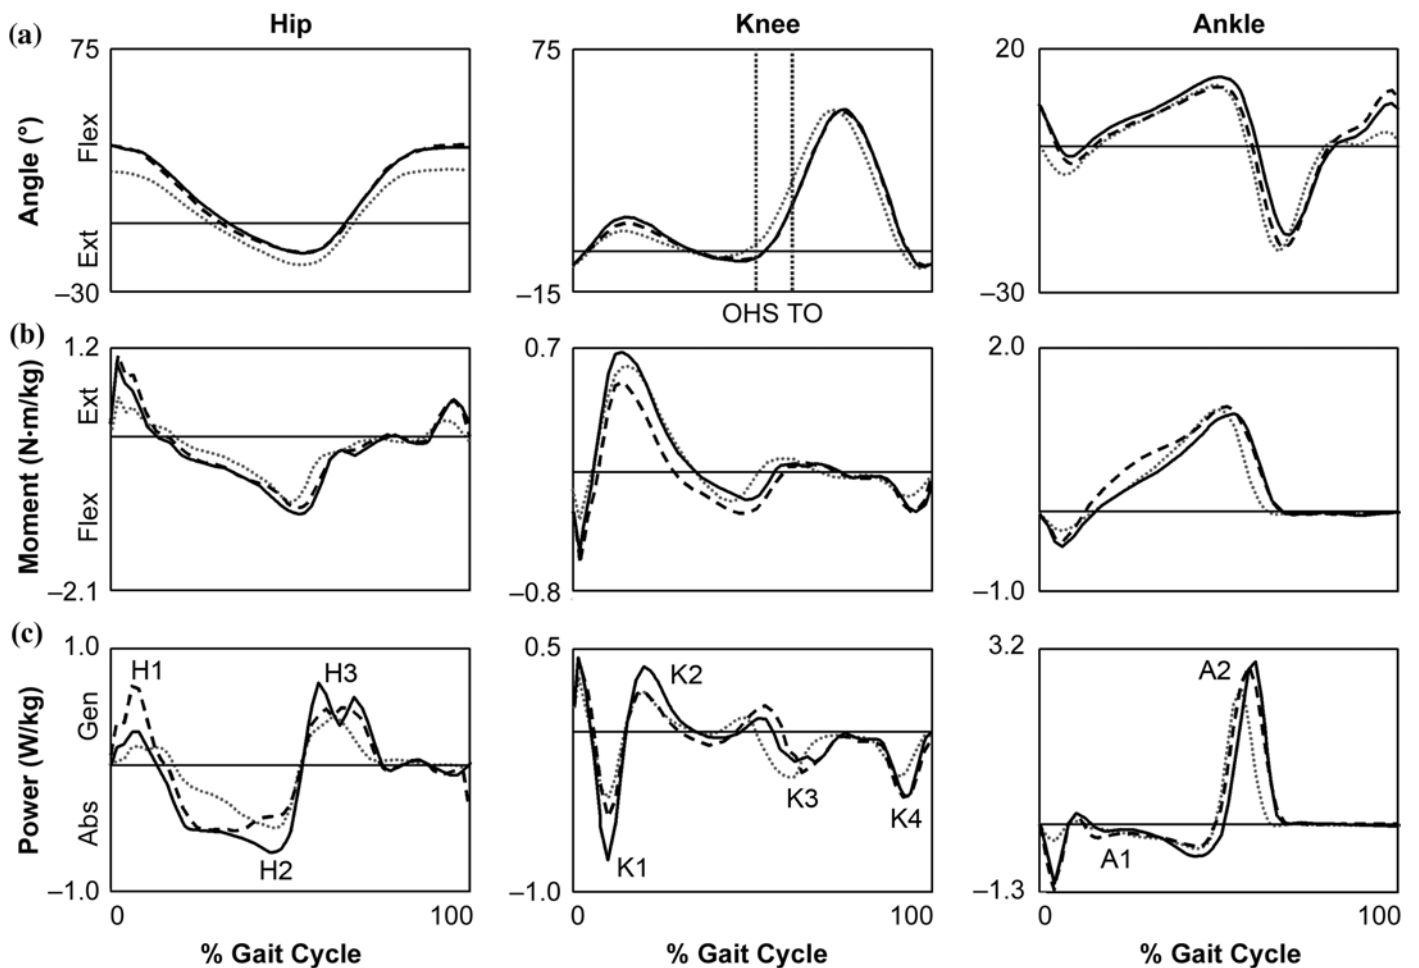 Hip Knee Ankle
(a)
75 75 20
Angle (°)
Flex
Ext
–30 –15 –30
OHS TO
(b)
1.2 0.7 2.0
Moment (N·m/kg)
Ext
Flex
–2.1 –0.8 –1.0
(c)
1.0 0.5 3.2
Power (W/kg)
Gen
Abs
H1 H3 K2 A2
H2 K1 K3 K4 A1
–1.0 –1.0 –1.3
0 100 0 100 0 100
% Gait Cycle % Gait Cycle % Gait Cycle